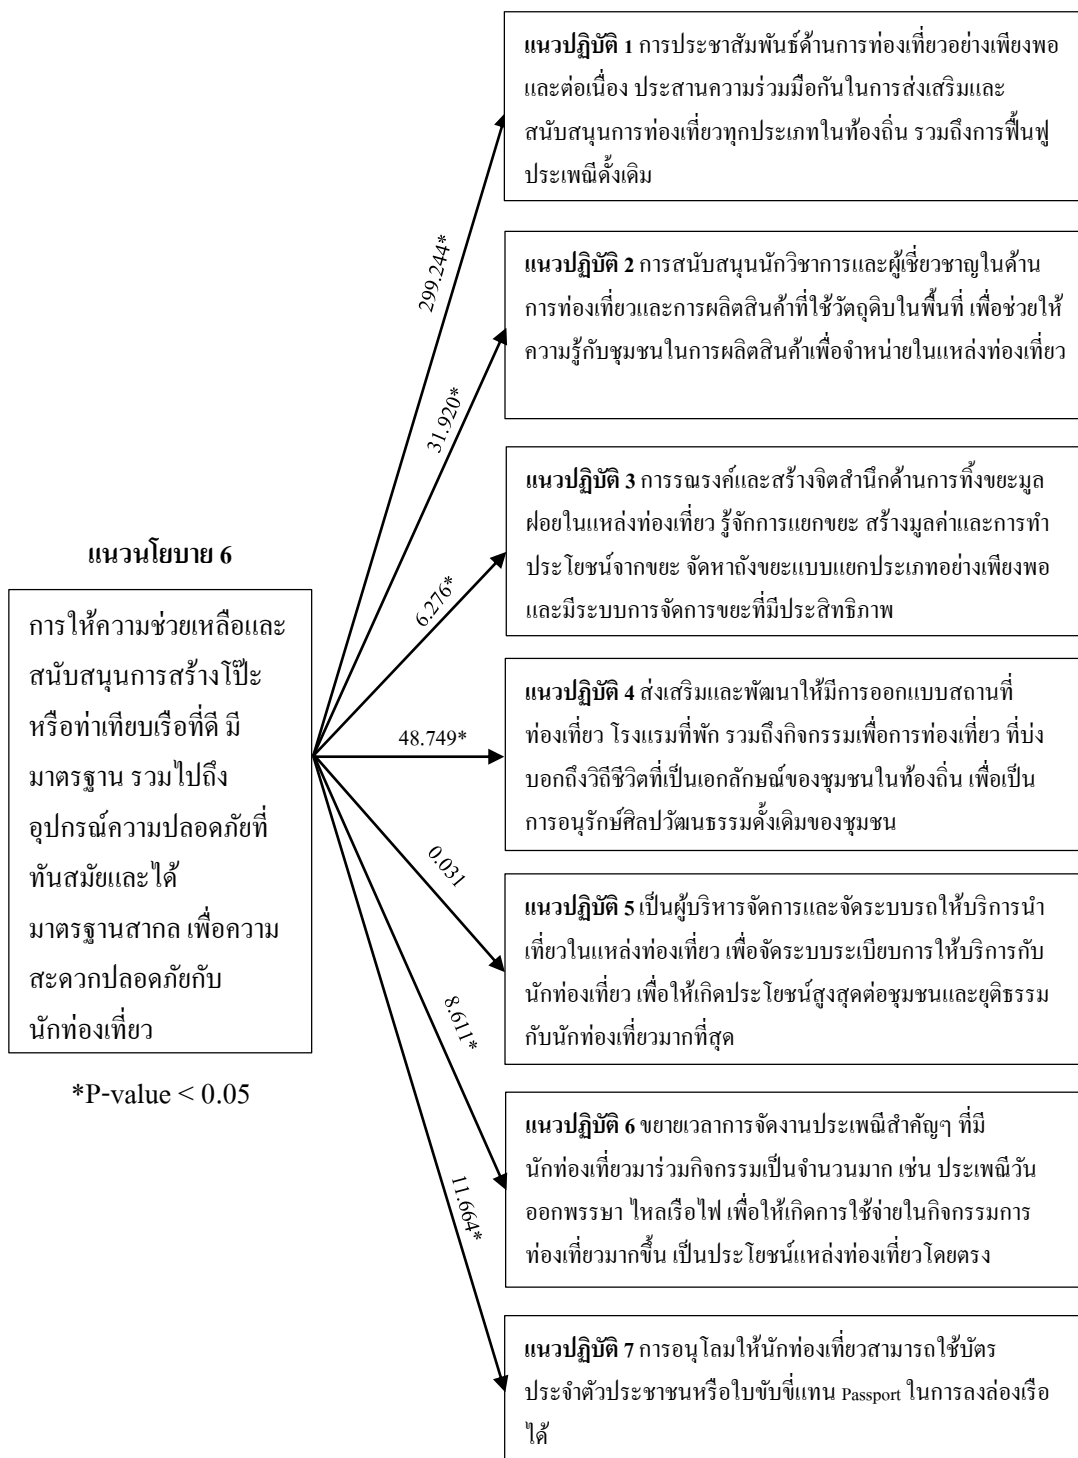 แนวปฏิบัติ 1 การประชาสัมพันธ์ด้านการท่องเที่ยวอย่างเพียงพอ
และต่อเนื่อง ประสานความร่วมมือกันในการส่งเสริมและ
สนับสนุนการท่องเที่ยวทุกประเภทในท้องถิ่น รวมถึงการฟื้นฟู
ประเพณีดั้งเดิม
299.244*
แนวปฏิบัติ 2 การสนับสนุนนักวิชาการและผู้เชี่ยวชาญในด้าน
การท่องเที่ยวและการผลิตสินค้าที่ใช้วัตถุดิบในพื้นที่ เพื่อช่วยให้
ความรู้กับชุมชนในการผลิตสินค้าเพื่อจำหน่ายในแหล่งท่องเที่ยว
31.920*
แนวปฏิบัติ 3 การรณรงค์และสร้างจิตสำนึกด้านการทิ้งขยะมูล
ฝอยในแหล่งท่องเที่ยว รู้จักการแยกขยะ สร้างมูลค่าและการทำ
ประโยชน์จากขยะ จัดหาถังขยะแบบแยกประเภทอย่างเพียงพอ
และมีระบบการจัดการขยะที่มีประสิทธิภาพ
6.276*
แนวนโยบาย 6
การให้ความช่วยเหลือและ
สนับสนุนการสร้างโป๊ะ
หรือท่าเทียบเรือที่ดี มี
มาตรฐาน รวมไปถึง
อุปกรณ์ความปลอดภัยที่
ทันสมัยและได้
มาตรฐานสากล เพื่อความ
สะดวกปลอดภัยกับ
นักท่องเที่ยว
*P-value < 0.05
48.749*
แนวปฏิบัติ 4 ส่งเสริมและพัฒนาให้มีการออกแบบสถานที่
ท่องเที่ยว โรงแรมที่พัก รวมถึงกิจกรรมเพื่อการท่องเที่ยว ที่บ่ง
บอกถึงวิถีชีวิตที่เป็นเอกลักษณ์ของชุมชนในท้องถิ่น เพื่อเป็น
การอนุรักษ์ศิลปวัฒนธรรมดั้งเดิมของชุมชน
0.031
แนวปฏิบัติ 5 เป็นผู้บริหารจัดการและจัดระบบรถให้บริการนำ
เที่ยวในแหล่งท่องเที่ยว เพื่อจัดระบบระเบียบการให้บริการกับ
นักท่องเที่ยว เพื่อให้เกิดประโยชน์สูงสุดต่อชุมชนและยุติธรรม
กับนักท่องเที่ยวมากที่สุด
8.611*
แนวปฏิบัติ 6 ขยายเวลาการจัดงานประเพณีสำคัญๆ ที่มี
นักท่องเที่ยวมาร่วมกิจกรรมเป็นจำนวนมาก เช่น ประเพณีวัน
ออกพรรษา ไหลเรือไฟ เพื่อให้เกิดการใช้จ่ายในกิจกรรมการ
ท่องเที่ยวมากขึ้น เป็นประโยชน์แหล่งท่องเที่ยวโดยตรง
11.664*
แนวปฏิบัติ 7 การอนุโลมให้นักท่องเที่ยวสามารถใช้บัตร
ประจำตัวประชาชนหรือใบขับขี่แทน Passport ในการลงล่องเรือ
ได้